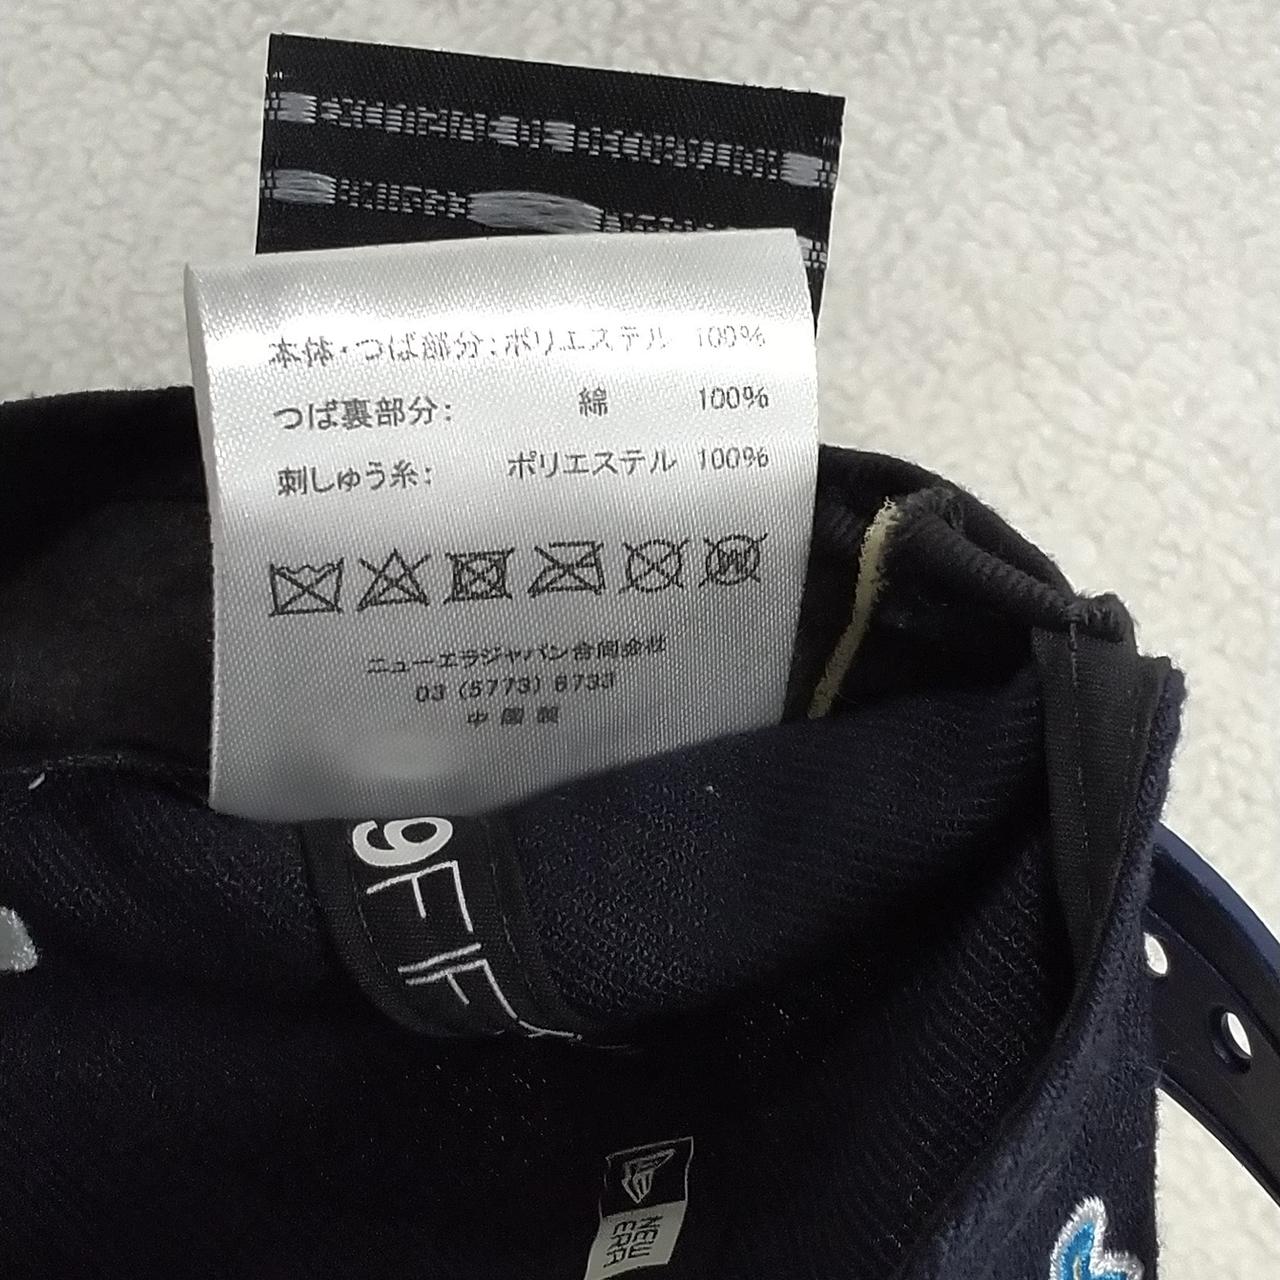 本体・つば部分:ポリエステル 100%
つば裏部分: 綿 100%
刺しゅう糸: ポリエステル 100%
W
ニューエラジャパン合同会社
03 (5773) 6733
中国製
9FIF
NEW
ERA